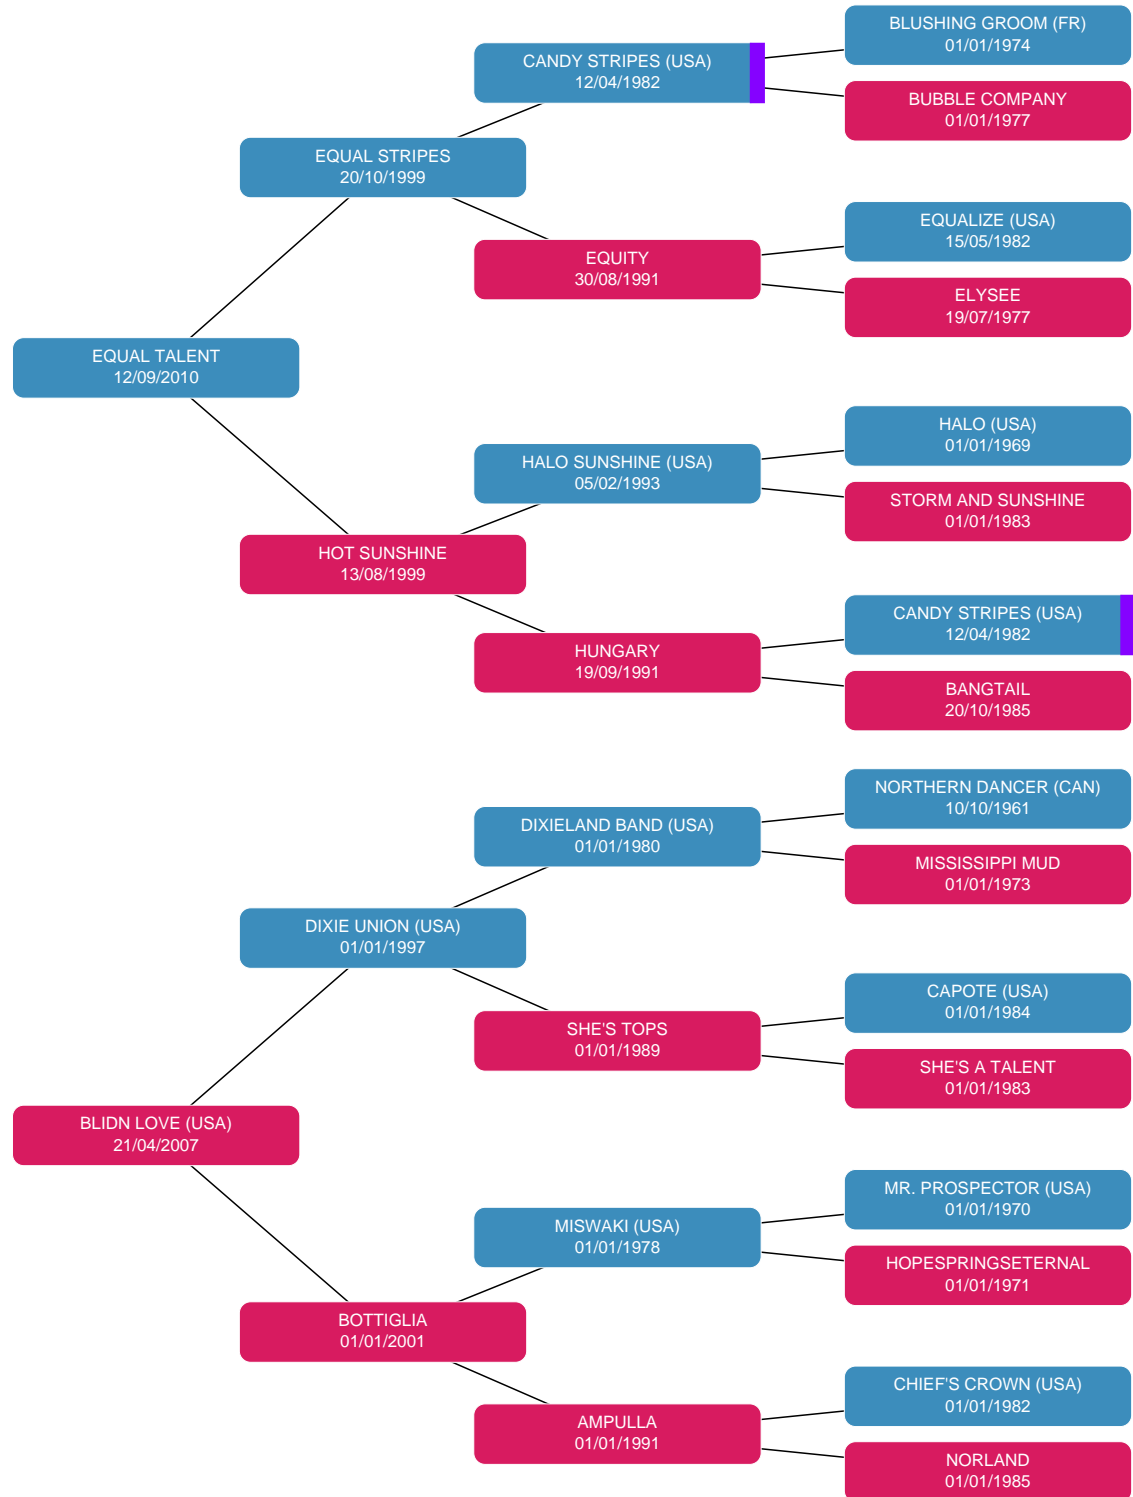 BLUSHING GROOM (FR)
01/01/1974
CANDY STRIPES (USA)
12/04/1982
BUBBLE COMPANY
01/01/1977
EQUAL STRIPES
20/10/1999
EQUALIZE (USA)
15/05/1982
EQUITY
30/08/1991
ELYSEE
19/07/1977
EQUAL TALENT
12/09/2010
HALO (USA)
01/01/1969
HALO SUNSHINE (USA)
05/02/1993
STORM AND SUNSHINE
01/01/1983
HOT SUNSHINE
13/08/1999
CANDY STRIPES (USA)
12/04/1982
HUNGARY
19/09/1991
BANGTAIL
20/10/1985
NORTHERN DANCER (CAN)
10/10/1961
DIXIELAND BAND (USA)
01/01/1980
MISSISSIPPI MUD
01/01/1973
DIXIE UNION (USA)
01/01/1997
CAPOTE (USA)
01/01/1984
SHE'S TOPS
01/01/1989
SHE'S A TALENT
01/01/1983
BLIDN LOVE (USA)
21/04/2007
MR. PROSPECTOR (USA)
01/01/1970
MISWAKI (USA)
01/01/1978
HOPESPRINGSETERNAL
01/01/1971
BOTTIGLIA
01/01/2001
CHIEF'S CROWN (USA)
01/01/1982
AMPULLA
01/01/1991
NORLAND
01/01/1985